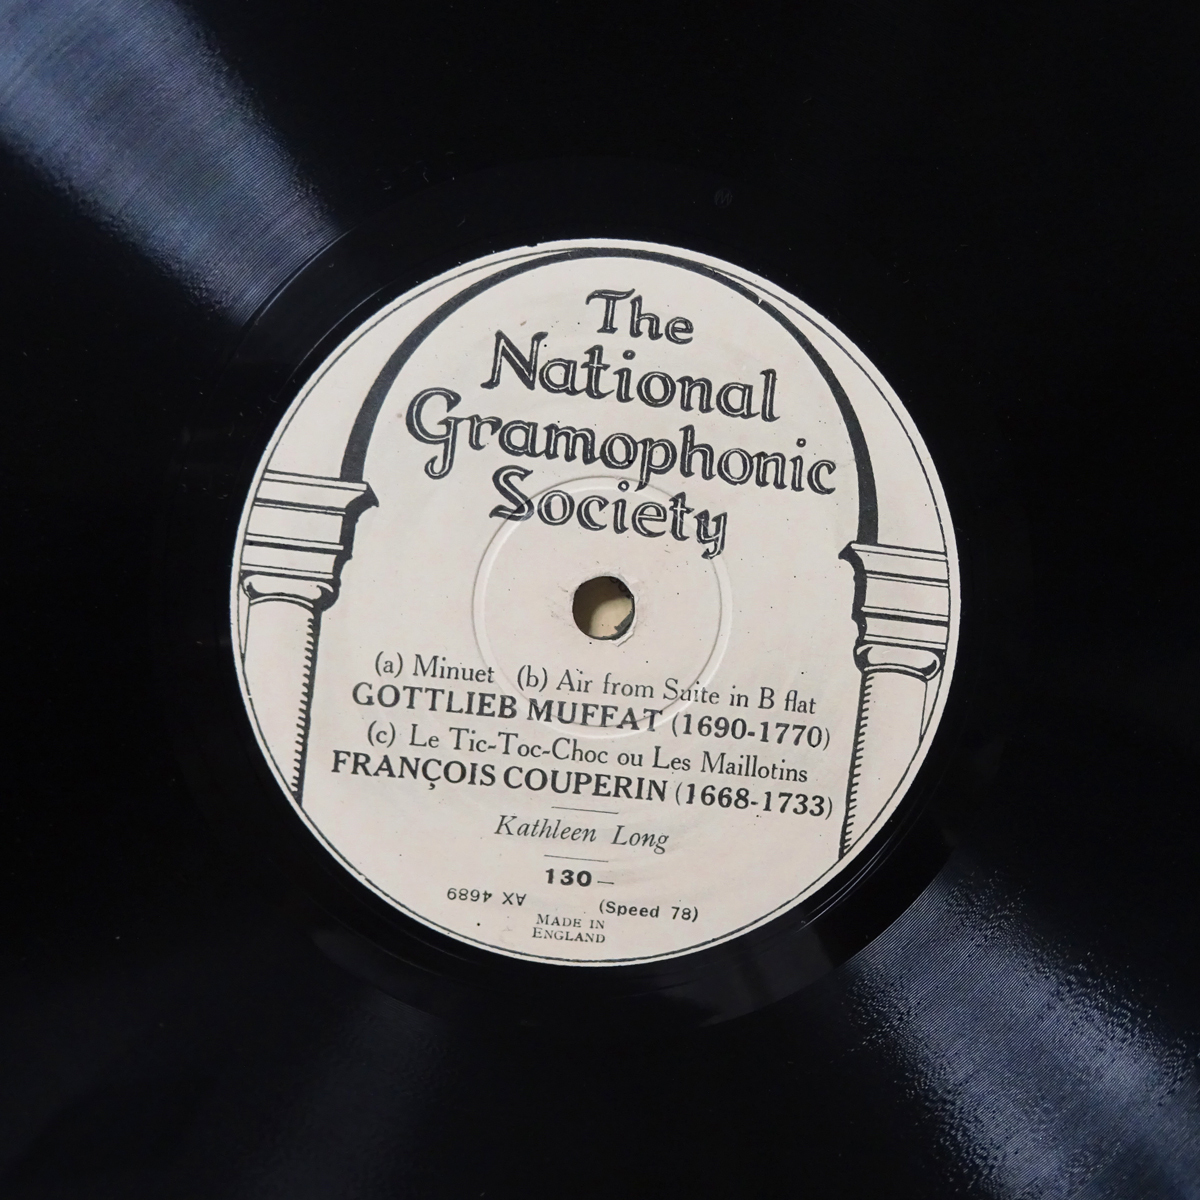 The
National
Gramophonic
Society
(a) Minuet (b) Air from Suite in B flat
GOTTLIEB MUFFAT (1690-1770)
(c) Le Tic-Toc-Choc ou Les Maillotins
FRANÇOIS COUPERIN (1668-1733)
Kathleen Long
130—
AX 4689 (Speed 78)
MADE IN
ENGLAND